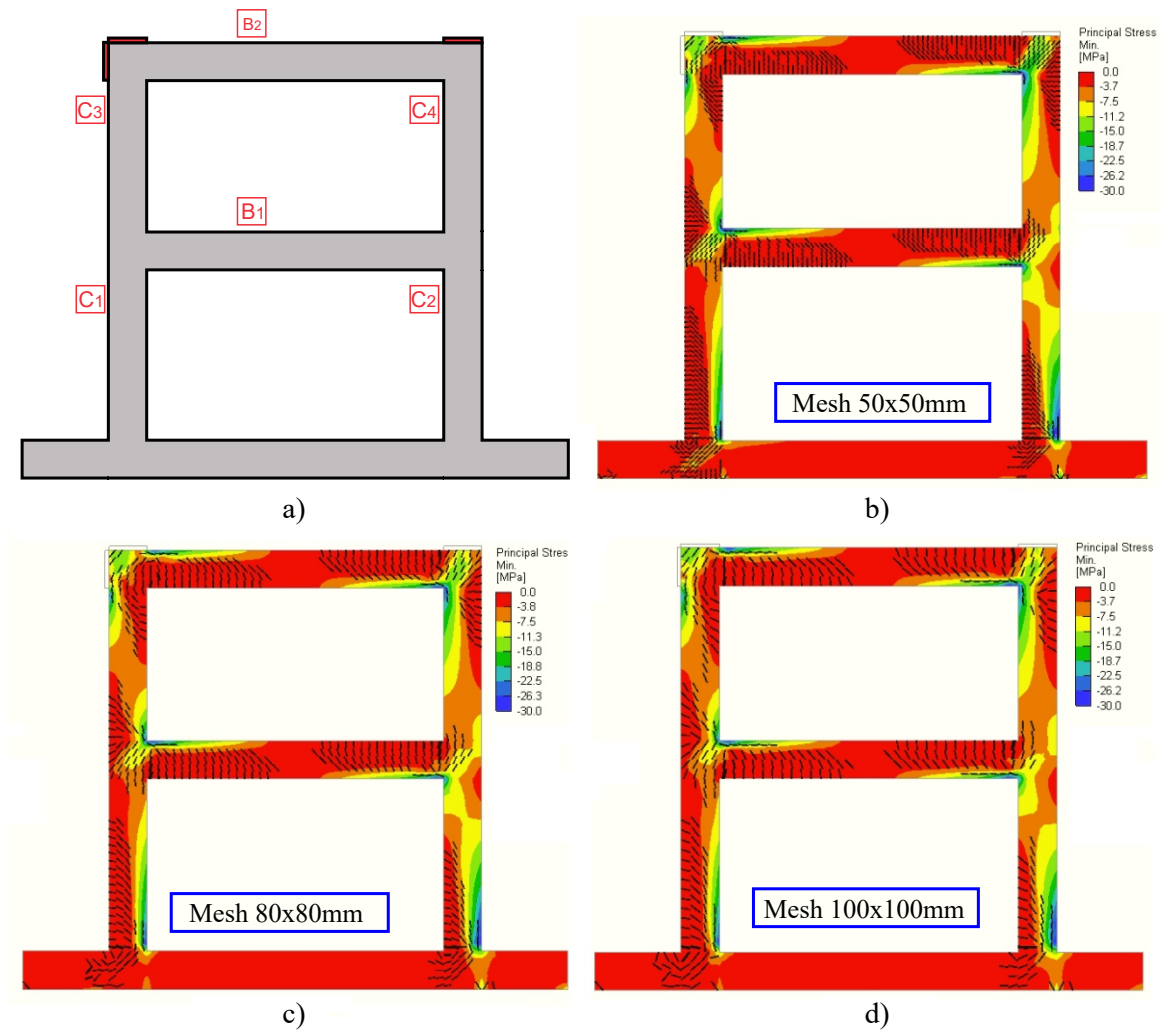 B2
C3
C4
B1
C1
C2
a)
Principal Stress
Min.
[MPa]
0.0
-3.7
-7.5
-11.2
-15.0
-18.7
-22.5
-26.2
-30.0
Mesh 50x50mm
b)
Principal Stres
Min.
[MPa]
0.0
-3.8
-7.5
-11.3
-15.0
-18.8
-22.5
-26.3
-30.0
Mesh 80x80mm
c)
Principal Stress
Min.
[MPa]
0.0
-3.7
-7.5
-11.2
-15.0
-18.7
-22.5
-26.2
-30.0
Mesh 100x100mm
d)